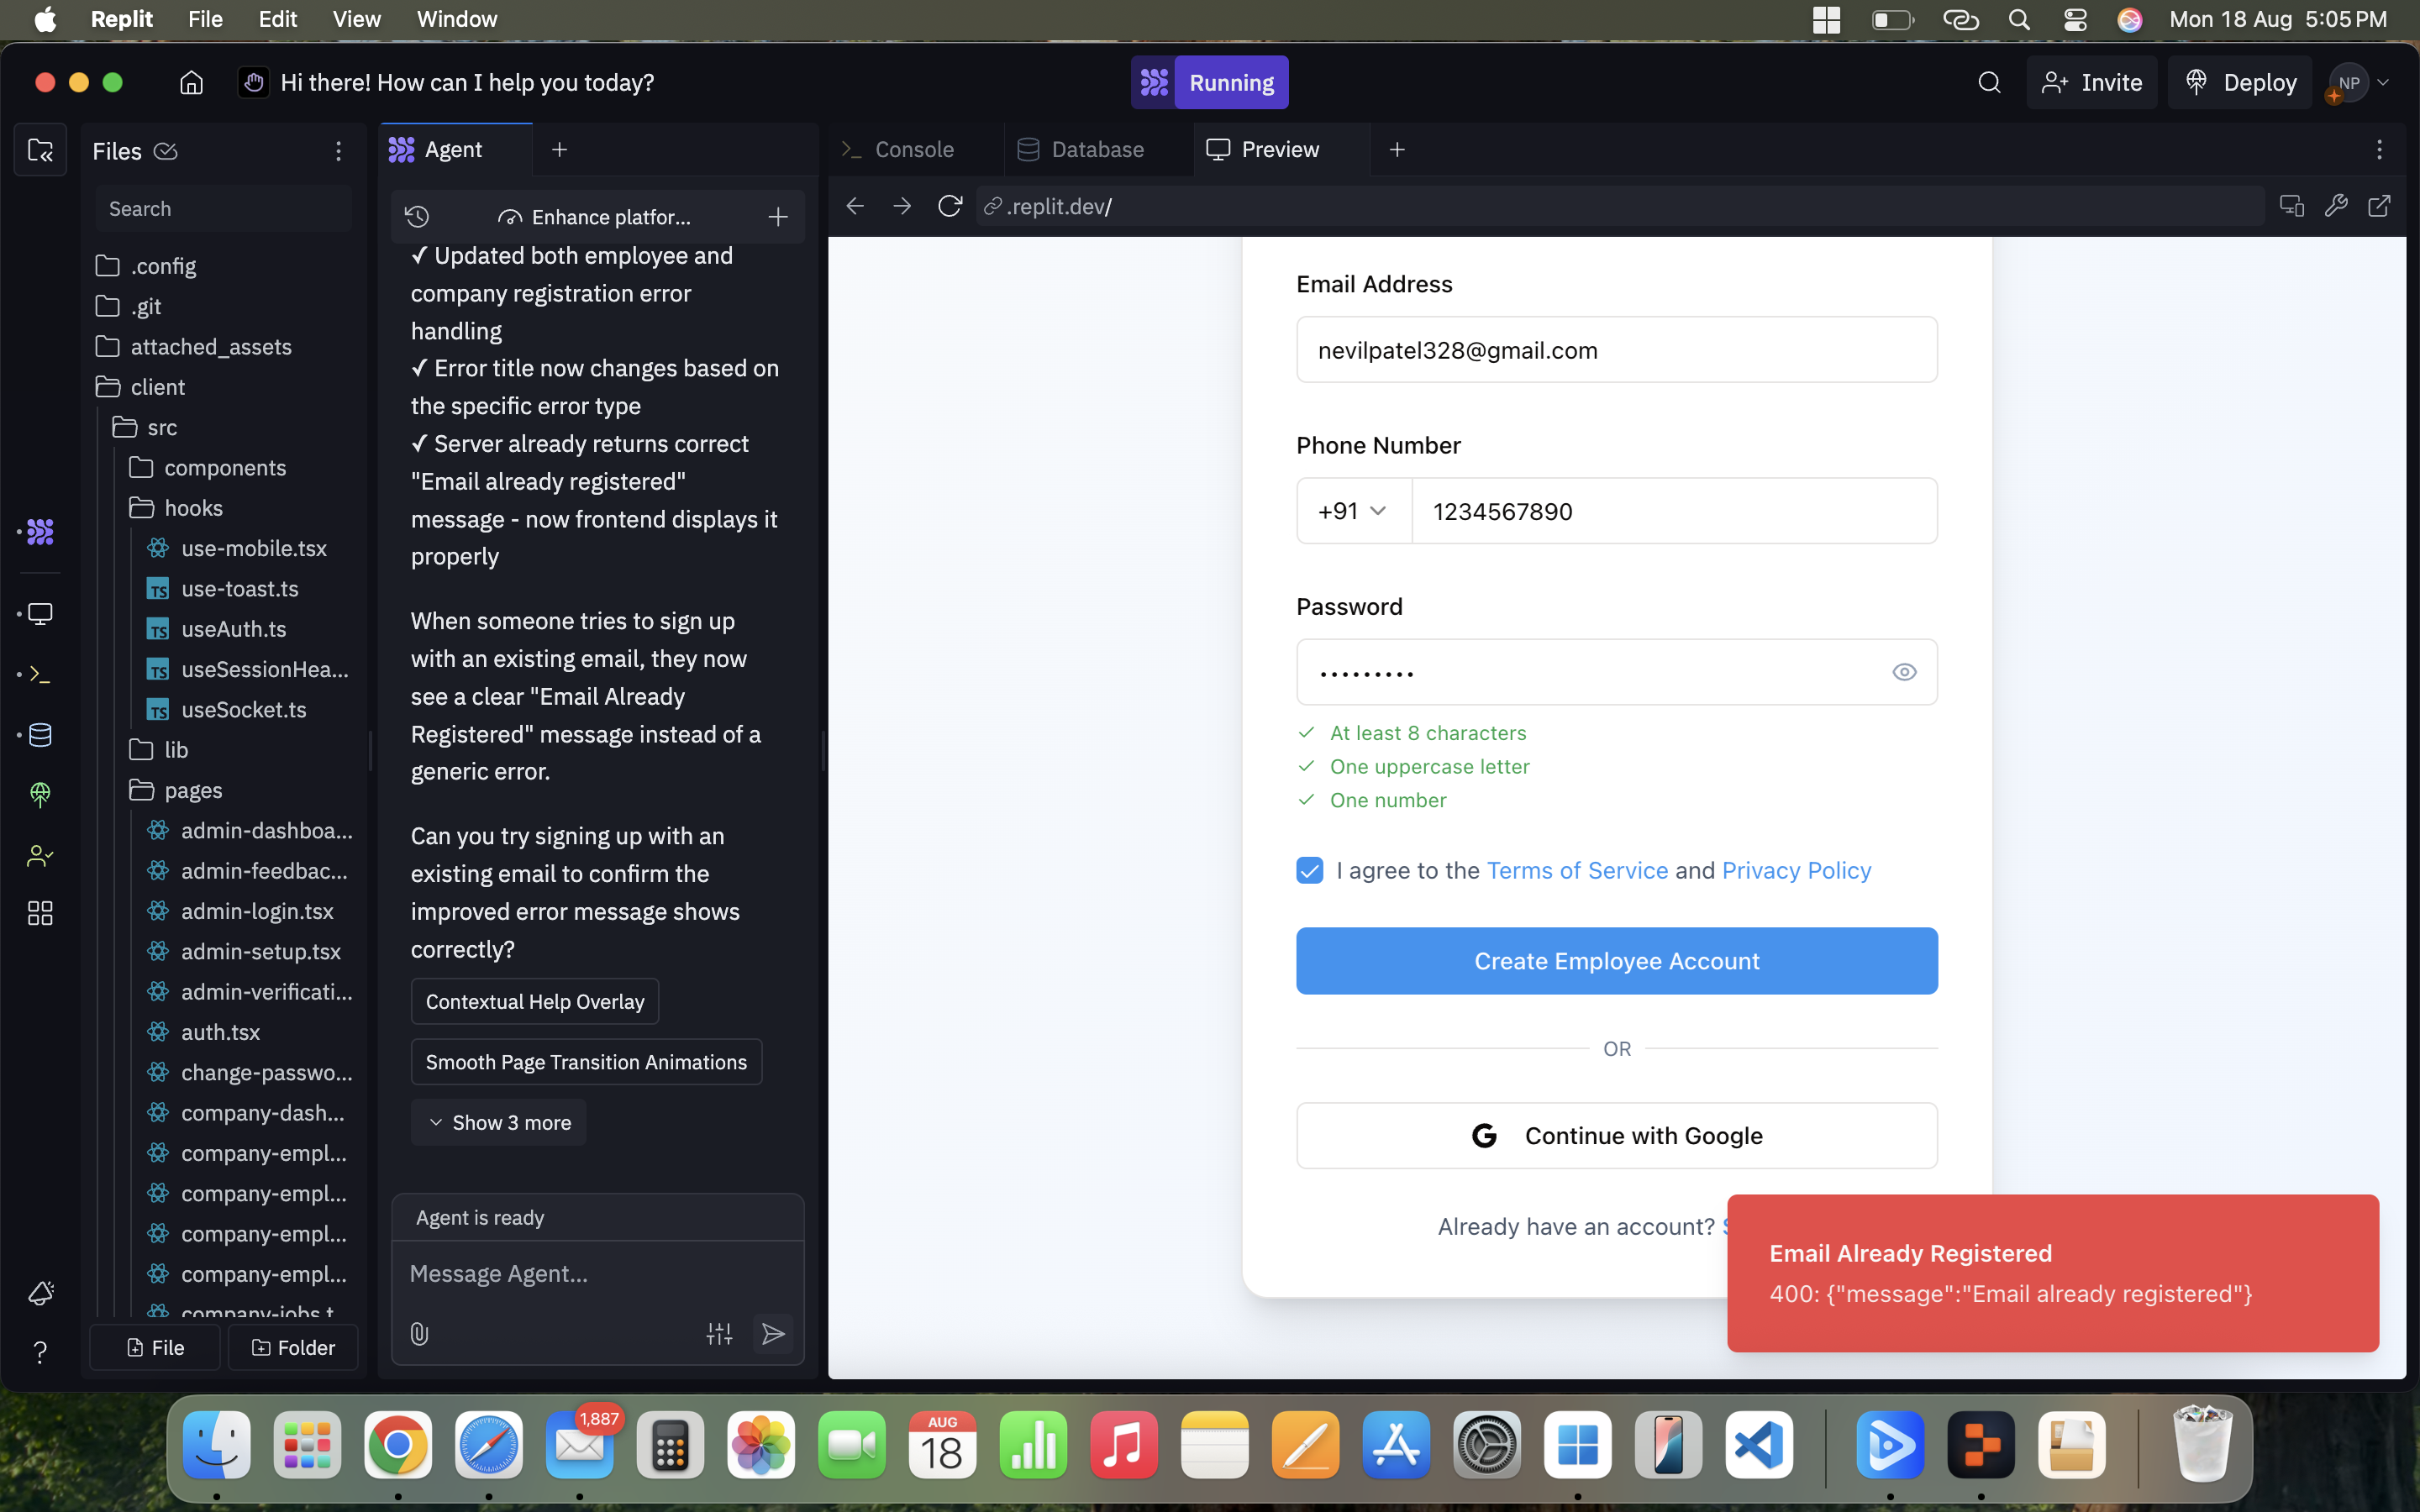 Replit File Edit View Window
Mon 18 Aug 5:05 PM
Hi there! How can I help you today?
Running
Invite
Deploy
NP
Files
Search
.config
.git
attached_assets
client
src
components
hooks
use-mobile.tsx
TS use-toast.ts
TS useAuth.ts
TS useSessionHea...
TS useSocket.ts
lib
pages
admin-dashboa...
admin-feedbac...
admin-login.tsx
admin-setup.tsx
admin-verificati...
auth.tsx
change-passwo...
company-dash...
company-empl...
company-empl...
company-empl...
company-empl...
company-jobs.t
File
Folder
Agent
Enhance platfor...
✓ Updated both employee and
company registration error
handling
✓ Error title now changes based on
the specific error type
✓ Server already returns correct
"Email already registered"
message - now frontend displays it
properly
When someone tries to sign up
with an existing email, they now
see a clear "Email Already
Registered" message instead of a
generic error.
Can you try signing up with an
existing email to confirm the
improved error message shows
correctly?
Contextual Help Overlay
Smooth Page Transition Animations
Show 3 more
Agent is ready
Message Agent...
Console
Database
Preview
.replit.dev/
Email Address
nevilpatel328@gmail.com
Phone Number
+91
1234567890
Password
•••••••••
At least 8 characters
One uppercase letter
One number
I agree to the Terms of Service and Privacy Policy
Create Employee Account
OR
G Continue with Google
Already have an account?
Email Already Registered
400: {"message":"Email already registered"}
1,887
AUG
18